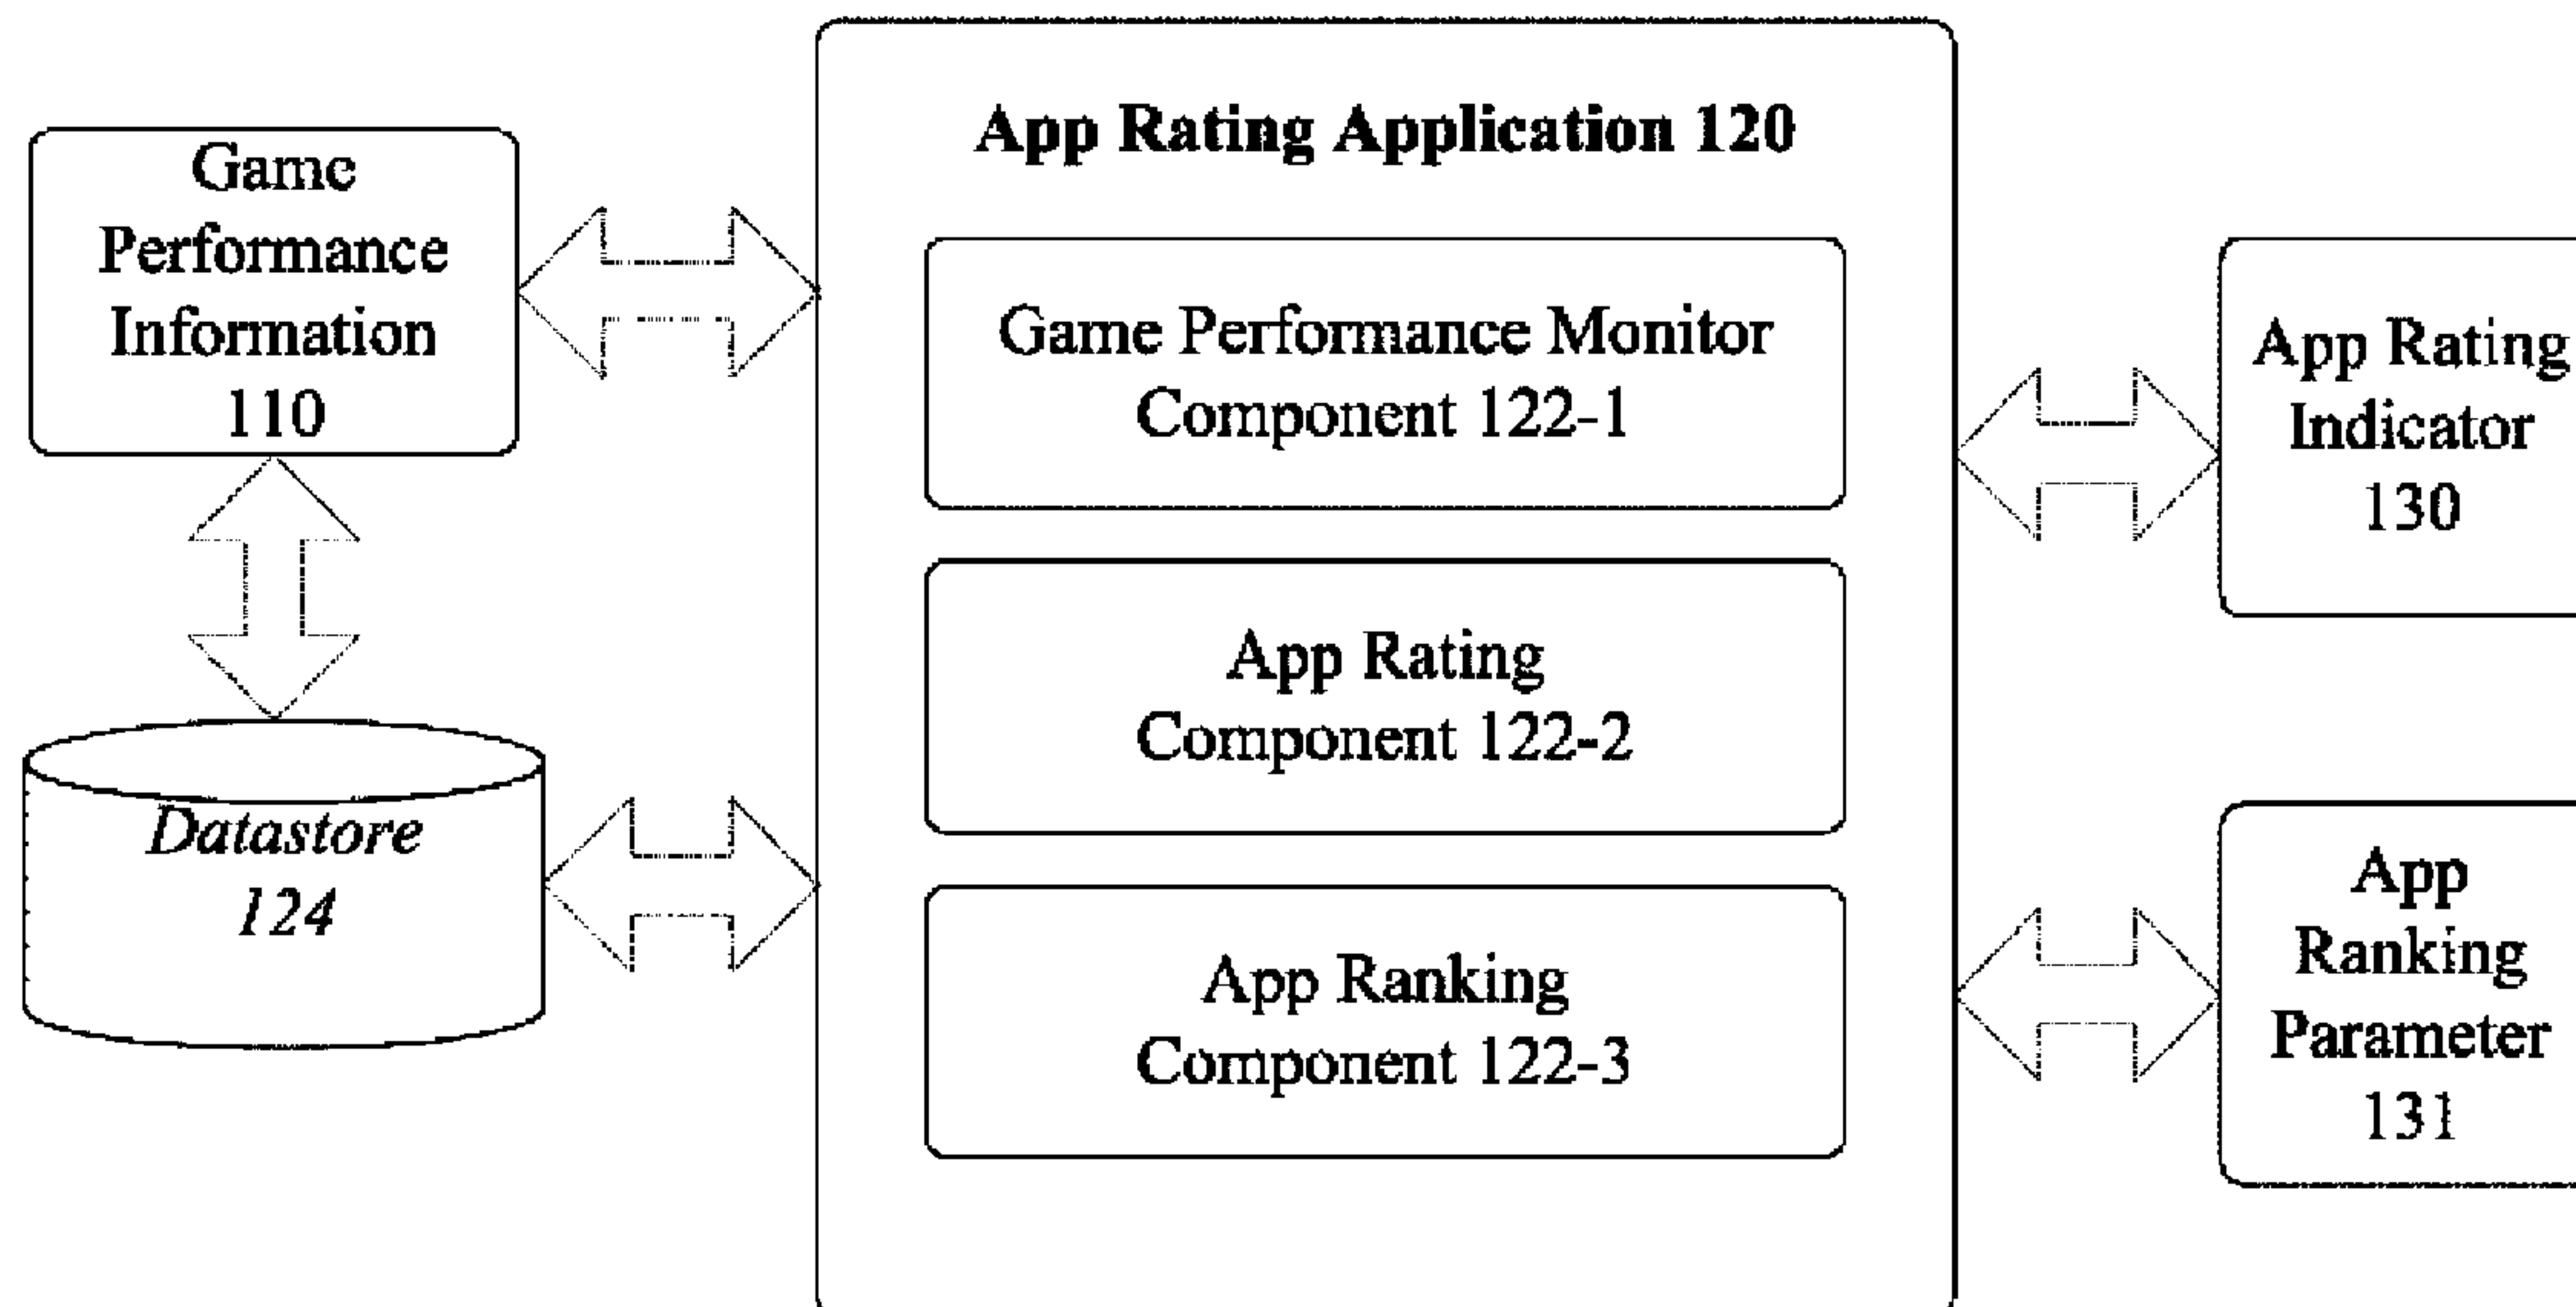 Game
Performance
Information
110
Datastore
124
App Rating Application 120
Game Performance Monitor
Component 122-1
App Rating
Component 122-2
App Ranking
Component 122-3
App Rating
Indicator
130
App
Ranking
Parameter
131